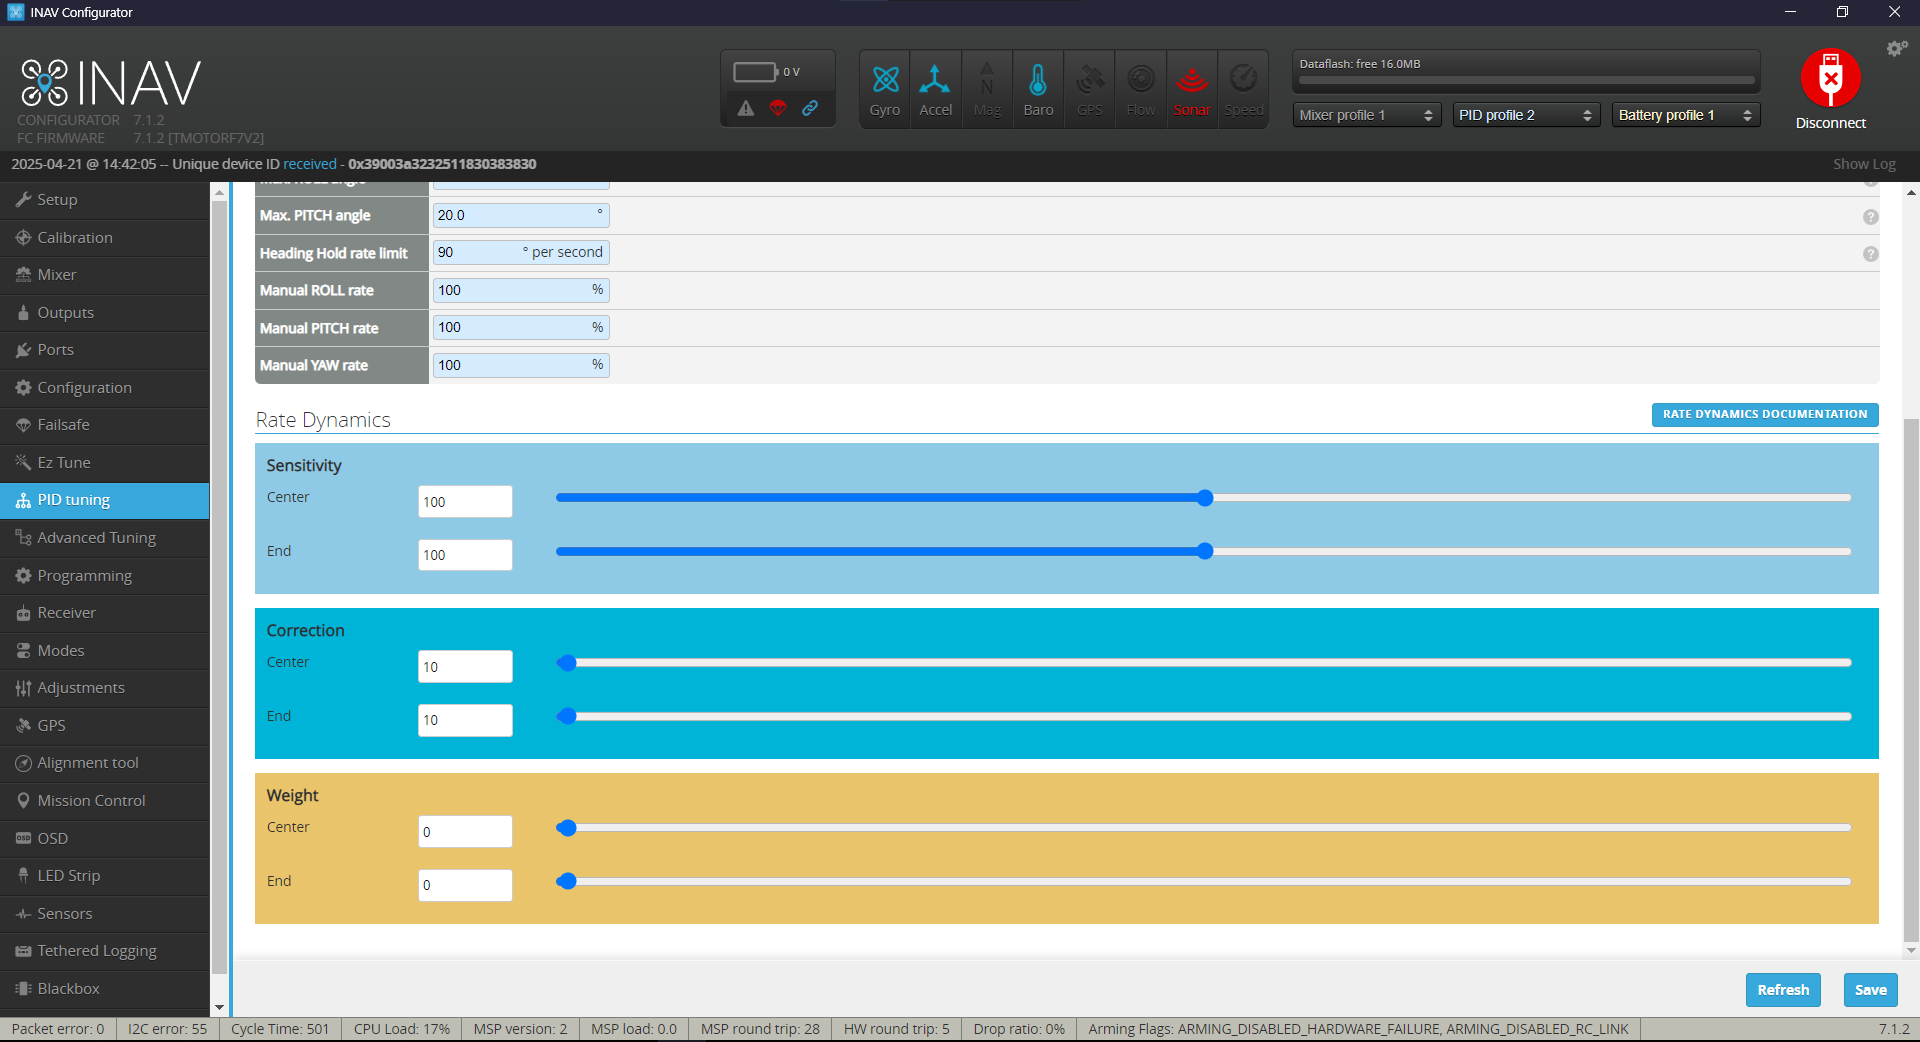 INAV Configurator
INAV
CONFIGURATOR 7.1.2
FC FIRMWARE 7.1.2 [TMOTORF7V2]
0 V
Gyro
Accel
Mag
Baro
GPS
Flow
Sonar
Speed
Dataflash: free 16.0MB
Mixer profile 1
PID profile 2
Battery profile 1
Disconnect
2025-04-21 @ 14:42:05 -- Unique device ID received - 0x39003a3232511830383830
Show Log
Setup
Calibration
Mixer
Outputs
Ports
Configuration
Failsafe
Ez Tune
PID tuning
Advanced Tuning
Programming
Receiver
Modes
Adjustments
GPS
Alignment tool
Mission Control
OSD
LED Strip
Sensors
Tethered Logging
Blackbox
Max. PITCH angle 20.0 °
Heading Hold rate limit 90 ° per second
Manual ROLL rate 100 %
Manual PITCH rate 100 %
Manual YAW rate 100 %
Rate Dynamics
RATE DYNAMICS DOCUMENTATION
Sensitivity
Center 100
End 100
Correction
Center 10
End 10
Weight
Center 0
End 0
Refresh
Save
Packet error: 0 I2C error: 55 Cycle Time: 501 CPU Load: 17% MSP version: 2 MSP load: 0.0 MSP round trip: 28 HW round trip: 5 Drop ratio: 0% Arming Flags: ARMING_DISABLED_HARDWARE_FAILURE, ARMING_DISABLED_RC_LINK 7.1.2